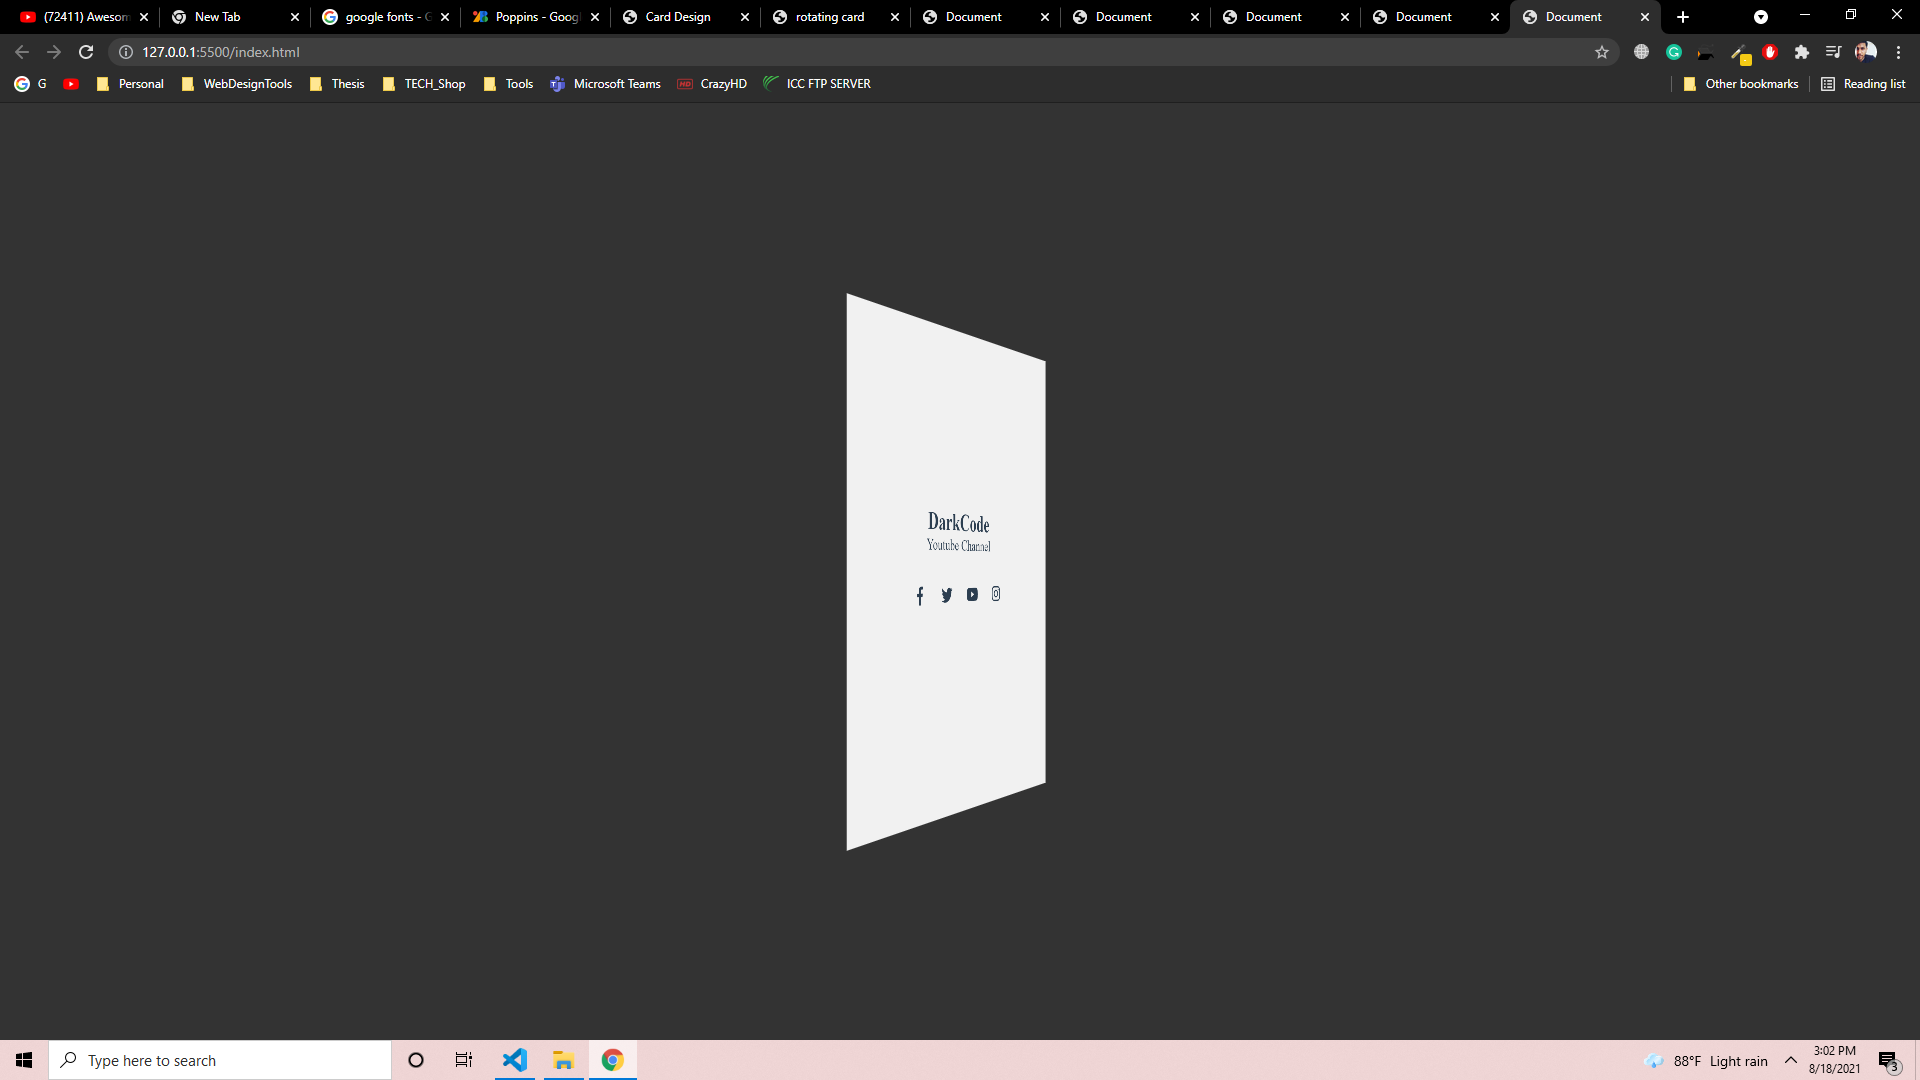 (72411) Awesom
New Tab
google fonts - G
Poppins - Goog
Card Design
rotating card
Document
Document
Document
Document
Document
127.0.0.1:5500/index.html
G
Personal
WebDesignTools
Thesis
TECH_Shop
Tools
Microsoft Teams
HD
CrazyHD
ICC FTP SERVER
Other bookmarks
Reading list
DarkCode
Youtube Channel
Type here to search
88°F Light rain
3:02 PM
8/18/2021
3